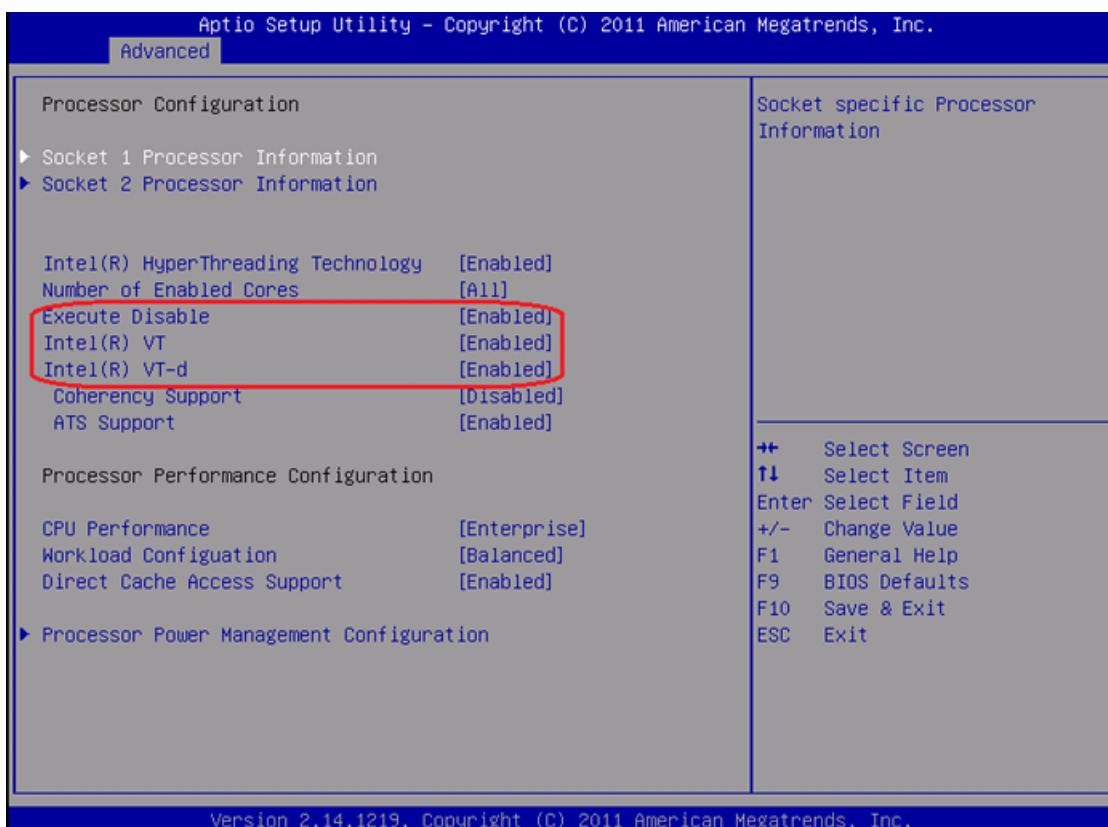 Aptio Setup Utility – Copyright (C) 2011 American Megatrends, Inc.
Advanced
Processor Configuration
Socket 1 Processor Information
Socket 2 Processor Information
Intel(R) HyperThreading Technology [Enabled]
Number of Enabled Cores [All]
Execute Disable [Enabled]
Intel(R) VT [Enabled]
Intel(R) VT-d [Enabled]
Coherency Support [Disabled]
ATS Support [Enabled]
Processor Performance Configuration
CPU Performance [Enterprise]
Workload Configuation [Balanced]
Direct Cache Access Support [Enabled]
Processor Power Management Configuration
Socket specific Processor
Information
→← Select Screen
↑↓ Select Item
Enter Select Field
+/- Change Value
F1 General Help
F9 BIOS Defaults
F10 Save & Exit
ESC Exit
Version 2.14.1219. Copyright (C) 2011 American Megatrends, Inc.